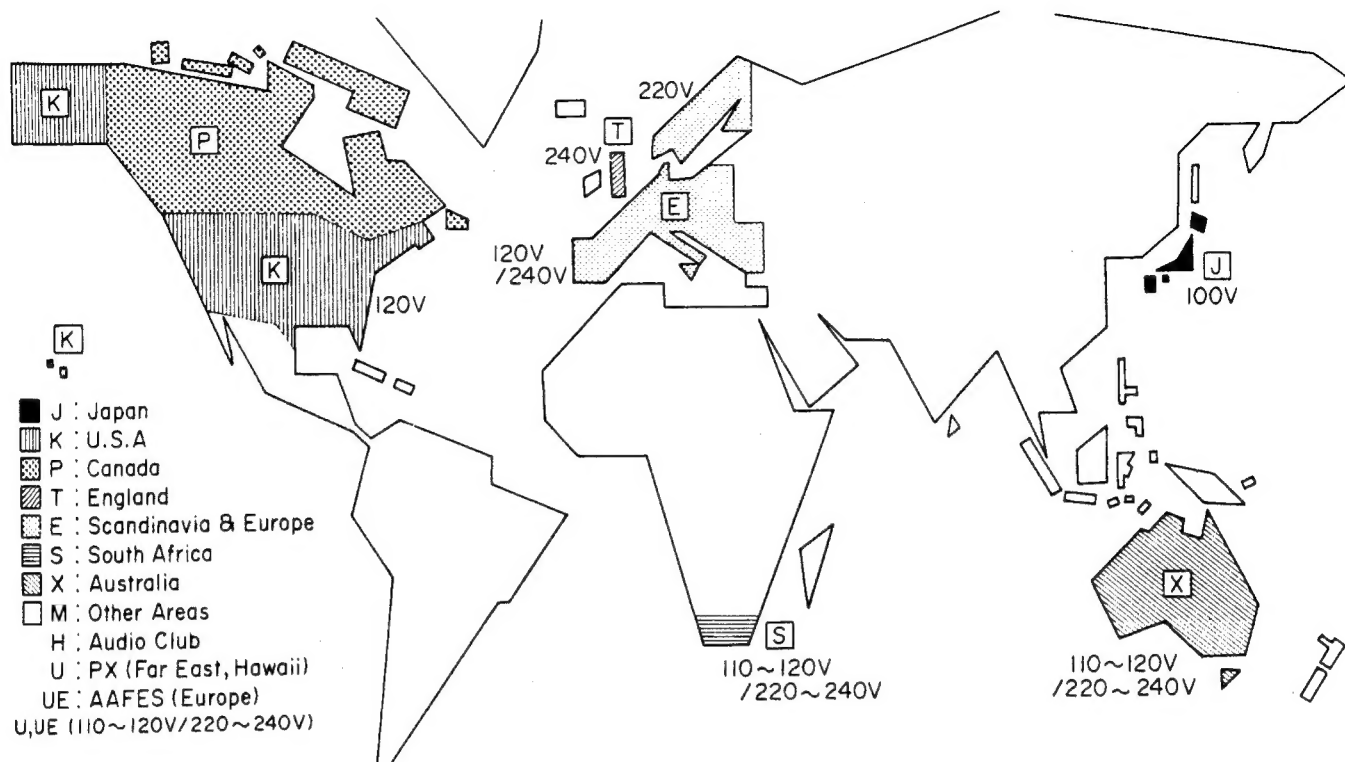 K
P
T
220V
240V
E
J
100V
120V
/240V
K
120V
K
J : Japan
K : U.S.A
P : Canada
T : England
E : Scandinavia & Europe
S : South Africa
X : Australia
M : Other Areas
H : Audio Club
U : PX (Far East, Hawaii)
UE : AAFES (Europe)
U,UE (110~120V/220~240V)
S
110~120V
/220~240V
X
110~120V
/220~240V